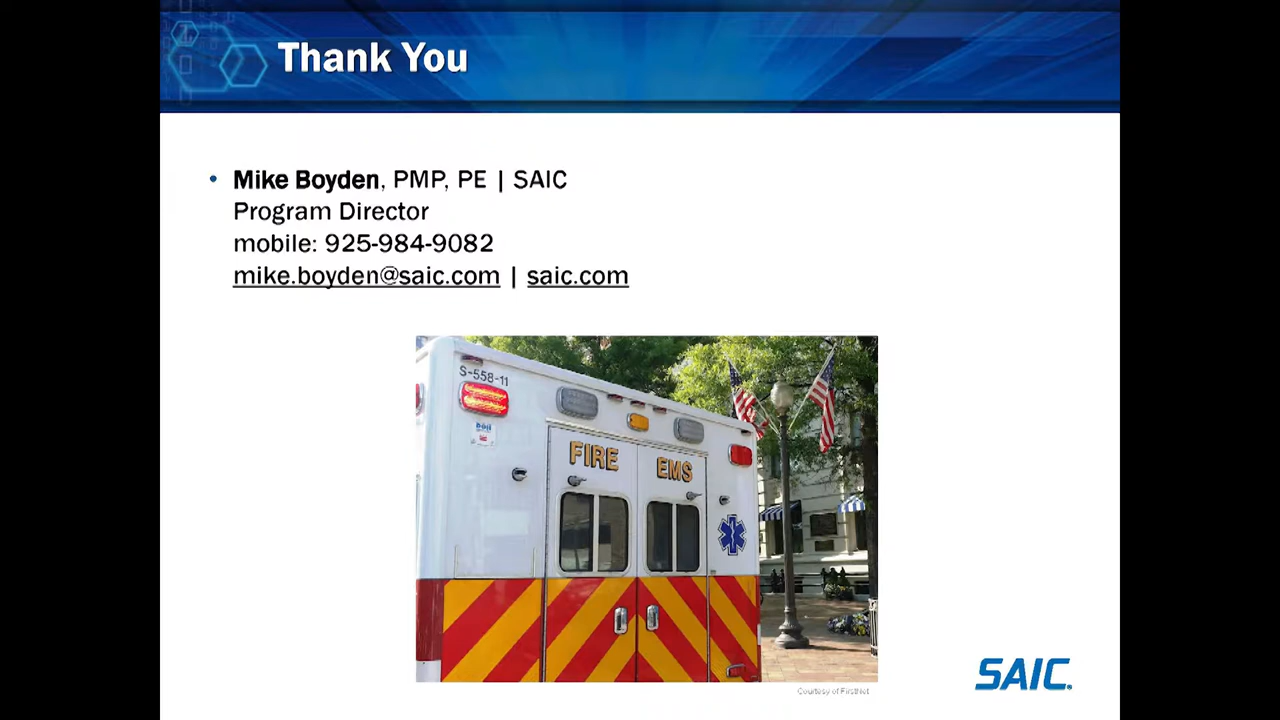 Thank You
• Mike Boyden, PMP, PE | SAIC
Program Director
mobile: 925-984-9082
mike.boyden@saic.com | saic.com
S-558-11
FIRE
EMS
Courtesy of FirstNet
SAIC.